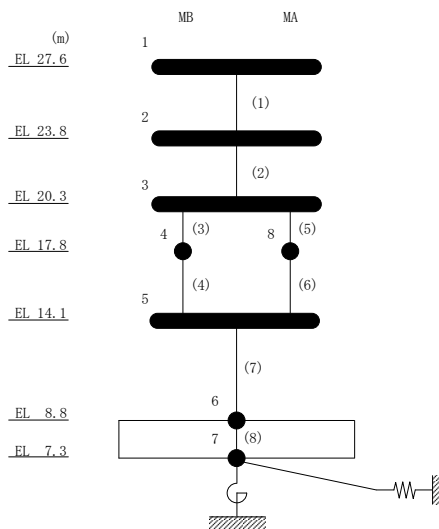 MB MA
(m)
1
EL 27.6
(1)
2
EL 23.8
(2)
3
EL 20.3
4 (3) 8 (5)
EL 17.8
(4) (6)
5
EL 14.1
(7)
6
EL 8.8
7 (8)
EL 7.3